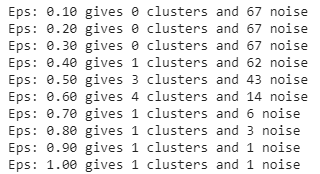 Eps: 0.10 gives 0 clusters and 67 noise
Eps: 0.20 gives 0 clusters and 67 noise
Eps: 0.30 gives 0 clusters and 67 noise
Eps: 0.40 gives 1 clusters and 62 noise
Eps: 0.50 gives 3 clusters and 43 noise
Eps: 0.60 gives 4 clusters and 14 noise
Eps: 0.70 gives 1 clusters and 6 noise
Eps: 0.80 gives 1 clusters and 3 noise
Eps: 0.90 gives 1 clusters and 1 noise
Eps: 1.00 gives 1 clusters and 1 noise